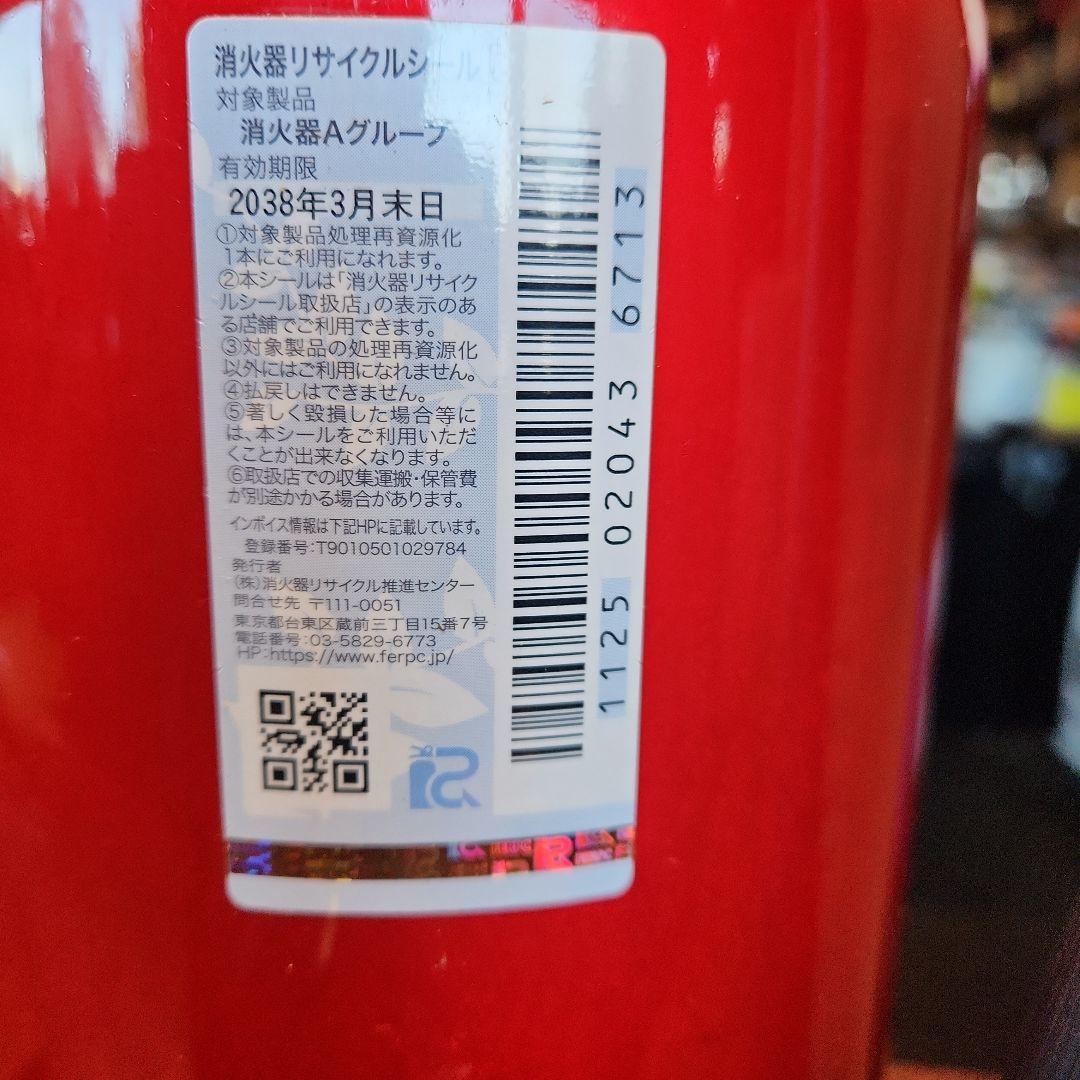 消火器リサイクルシール
対象製品
消火器Aグループ
有効期限
2038年3月末日
①対象製品処理再資源化
1本にご利用になれます。
②本シールは「消火器リサイク
ルシール取扱店」の表示のあ
る店舗でご利用できます。
③対象製品の処理再資源化
以外にはご利用になれません。
④払戻しはできません。
⑤著しく毀損した場合等に
は、本シールをご利用いただ
くことが出来なくなります。
⑥取扱店での収集運搬・保管費
が別途かかる場合があります。
インボイス情報は下記HPに記載しています。
登録番号:T9010501029784
発行者
(株)消火器リサイクル推進センター
問合せ先 〒111-0051
東京都台東区蔵前三丁目15番7号
電話番号:03-5829-6773
HP:https://www.ferpc.jp/
1125 02043 6713